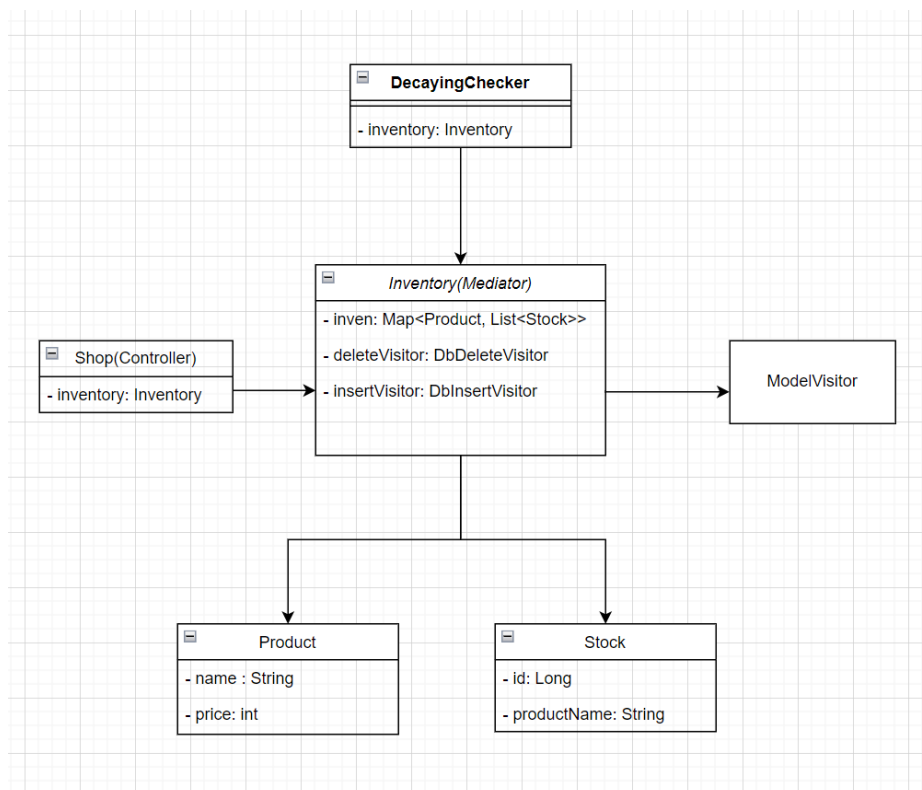 DecayingChecker
- inventory: Inventory
Inventory(Mediator)
- inven: Map<Product, List<Stock>>
- deleteVisitor: DbDeleteVisitor
- insertVisitor: DbInsertVisitor
Shop(Controller)
- inventory: Inventory
ModelVisitor
Product
- name : String
- price: int
Stock
- id: Long
- productName: String